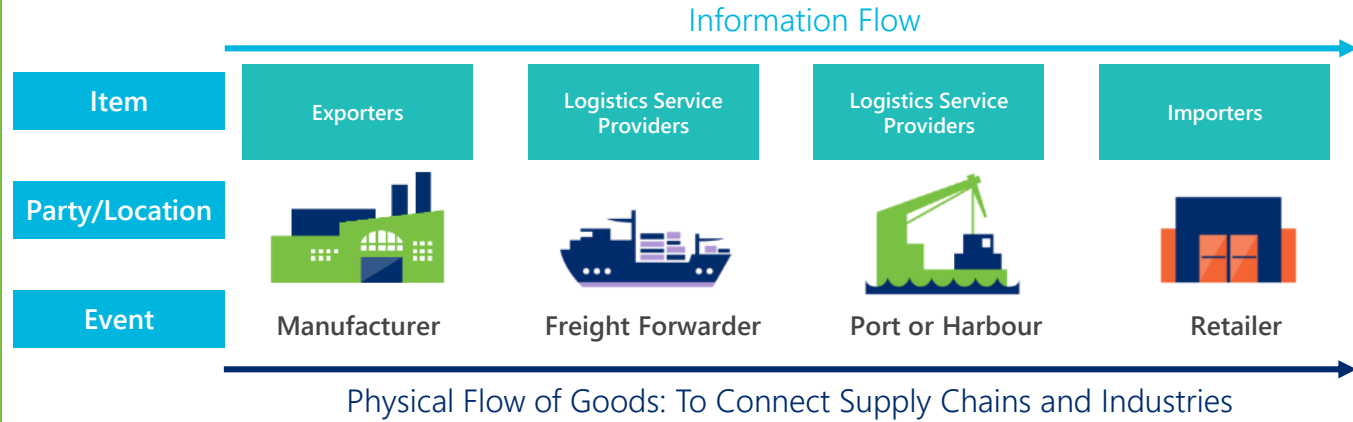 Information Flow
Item
Exporters
Logistics Service
Providers
Logistics Service
Providers
Importers
Party/Location
Event
Manufacturer
Freight Forwarder
Port or Harbour
Retailer
Physical Flow of Goods: To Connect Supply Chains and Industries